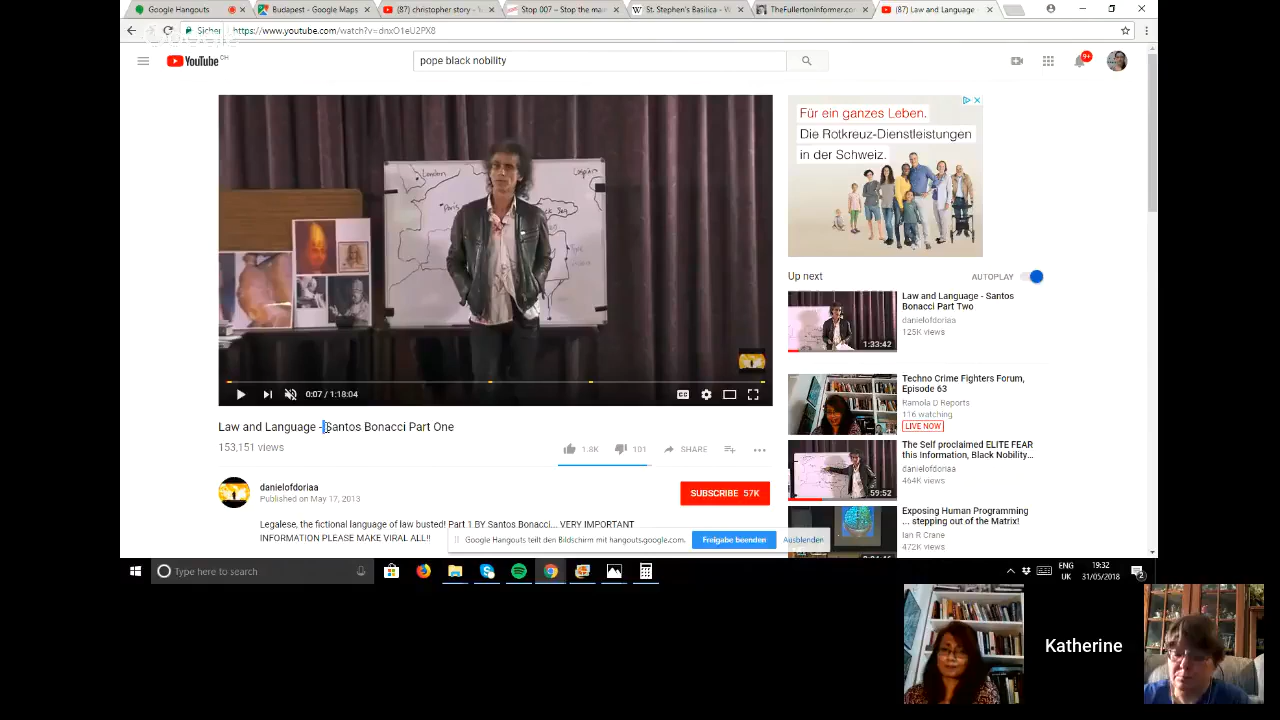 Google Hangouts
Budapest - Google Maps
(87) christopher story - V
Stop 007 – Stop the mai
St. Stephen's Basilica - W
TheFullertonInformer.com
(87) Law and Language -
Sicher
https://www.youtube.com/watch?v=dnxO1eU2PX8
YouTube CH
pope black nobility
9+
London
Paris
Caspian
Für ein ganzes Leben.
Die Rotkreuz-Dienstleistungen
in der Schweiz.
Up next
AUTOPLAY
Law and Language - Santos
Bonacci Part Two
danielofdoriaa
125K views
1:33:42
Techno Crime Fighters Forum,
Episode 63
Ramola D Reports
116 watching
LIVE NOW
The Self proclaimed ELITE FEAR
this Information, Black Nobility...
danielofdoriaa
464K views
59:52
Exposing Human Programming
... stepping out of the Matrix!
Ian R Crane
472K views
0:07 / 1:18:04
Law and Language - Santos Bonacci Part One
153,151 views
1.8K
101
SHARE
danielofdoriaa
Published on May 17, 2013
SUBSCRIBE 57K
Legalese, the fictional language of law busted! Part 1 BY Santos Bonacci... VERY IMPORTANT
INFORMATION PLEASE MAKE VIRAL ALL!!
Google Hangouts teilt den Bildschirm mit hangouts.google.com.
Freigabe beenden
Ausblenden
Type here to search
ENG
UK
19:32
31/05/2018
2
Katherine